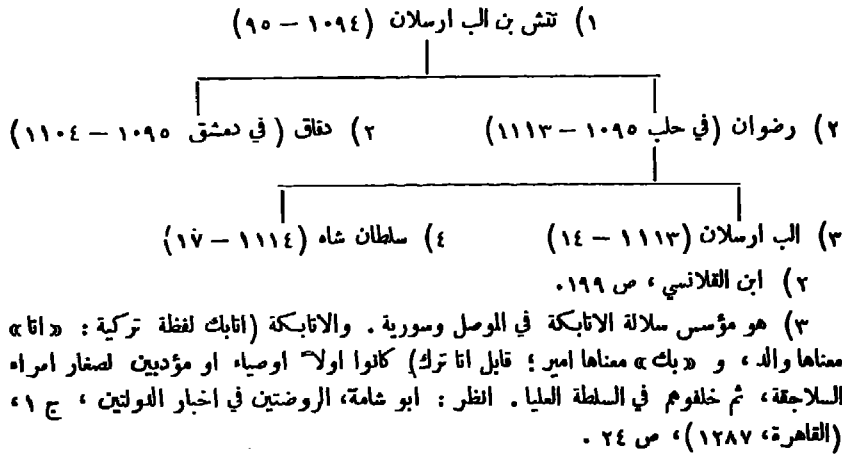 ١) تتش بن الب ارسلان (١٠٩٤ – ٩٥)
٢) رضوان (في حلب ١٠٩٥ – ١١١٣) ٢) دقاق (في دمشق ١٠٩٥ – ١١٠٤)
٣) الب ارسلان (١١١٣ – ١٤) ٤) سلطان شاه (١١١٤ – ١٧)
٢) ابن القلانسي، ص ١٩٩.
٣) هو مؤسس سلالة الاتابكة في الموصل وسورية. والاتابكة (اتابك لفظة تركية: «اتا»
معناها والد، و «بك» معناها امير؛ قابل اتا ترك) كانوا اولاً اوصياء او مؤدبين لصغار امراء
السلاجقة، ثم خلفوهم في السلطة العليا. انظر: ابو شامة، الروضتين في اخبار الدولتين، ج ١،
(القاهرة، ١٢٨٧)، ص ٢٤.